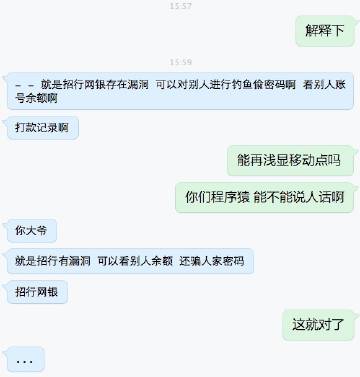 15:57
解释下
15:59
- - 就是招行网银存在漏洞 可以对别人进行钓鱼偷密码啊 看别人账
号余额啊
打款记录啊
能再浅显移动点吗
你们程序猿 能不能说人话啊
你大爷
就是招行有漏洞 可以看别人余额 还骗人家密码
招行网银
这就对了
...